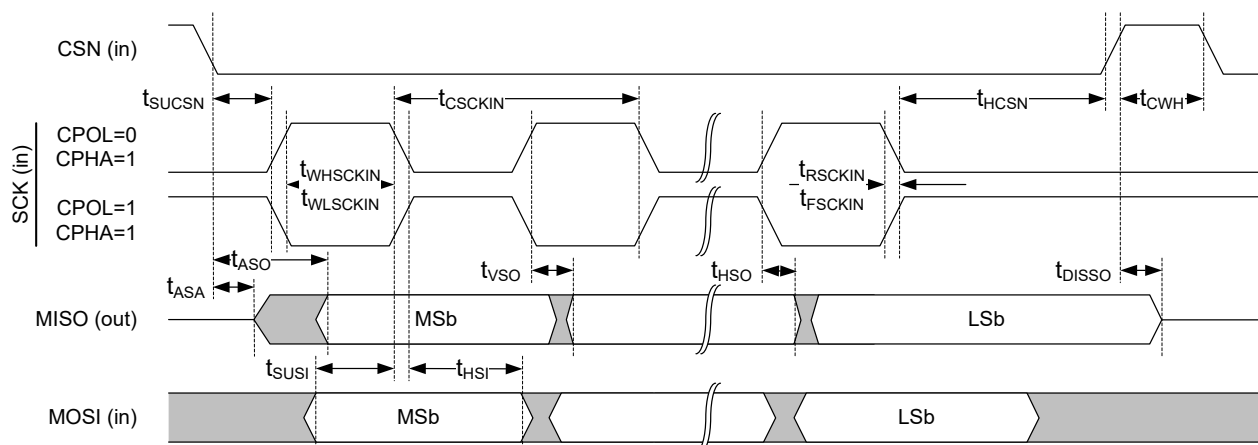 CSN (in)
tSUCSN
tCSCKIN
tHCSN
tCWH
SCK (in)
CPOL=0
CPHA=1
tWHSCKIN
tRSCKIN
tWLSCKIN
tFSCKIN
CPOL=1
CPHA=1
tASO
tVSO
tHSO
tDISSO
tASA
MISO (out)
MSb
LSb
tSUSI
tHSI
MOSI (in)
MSb
LSb